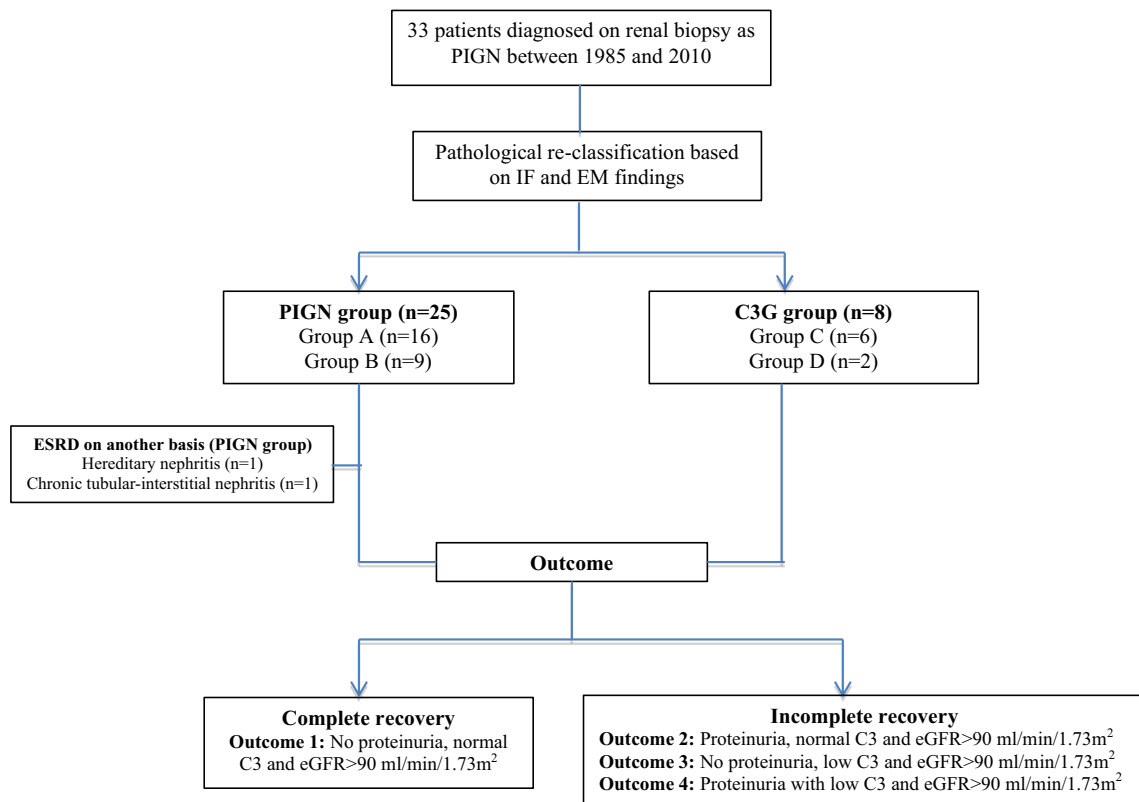 33 patients diagnosed on renal biopsy as
PIGN between 1985 and 2010
Pathological re-classification based
on IF and EM findings
PIGN group (n=25)
Group A (n=16)
Group B (n=9)
C3G group (n=8)
Group C (n=6)
Group D (n=2)
ESRD on another basis (PIGN group)
Hereditary nephritis (n=1)
Chronic tubular-interstitial nephritis (n=1)
Outcome
Complete recovery
Outcome 1: No proteinuria, normal
C3 and eGFR>90 ml/min/1.73m²
Incomplete recovery
Outcome 2: Proteinuria, normal C3 and eGFR>90 ml/min/1.73m²
Outcome 3: No proteinuria, low C3 and eGFR>90 ml/min/1.73m²
Outcome 4: Proteinuria with low C3 and eGFR>90 ml/min/1.73m²